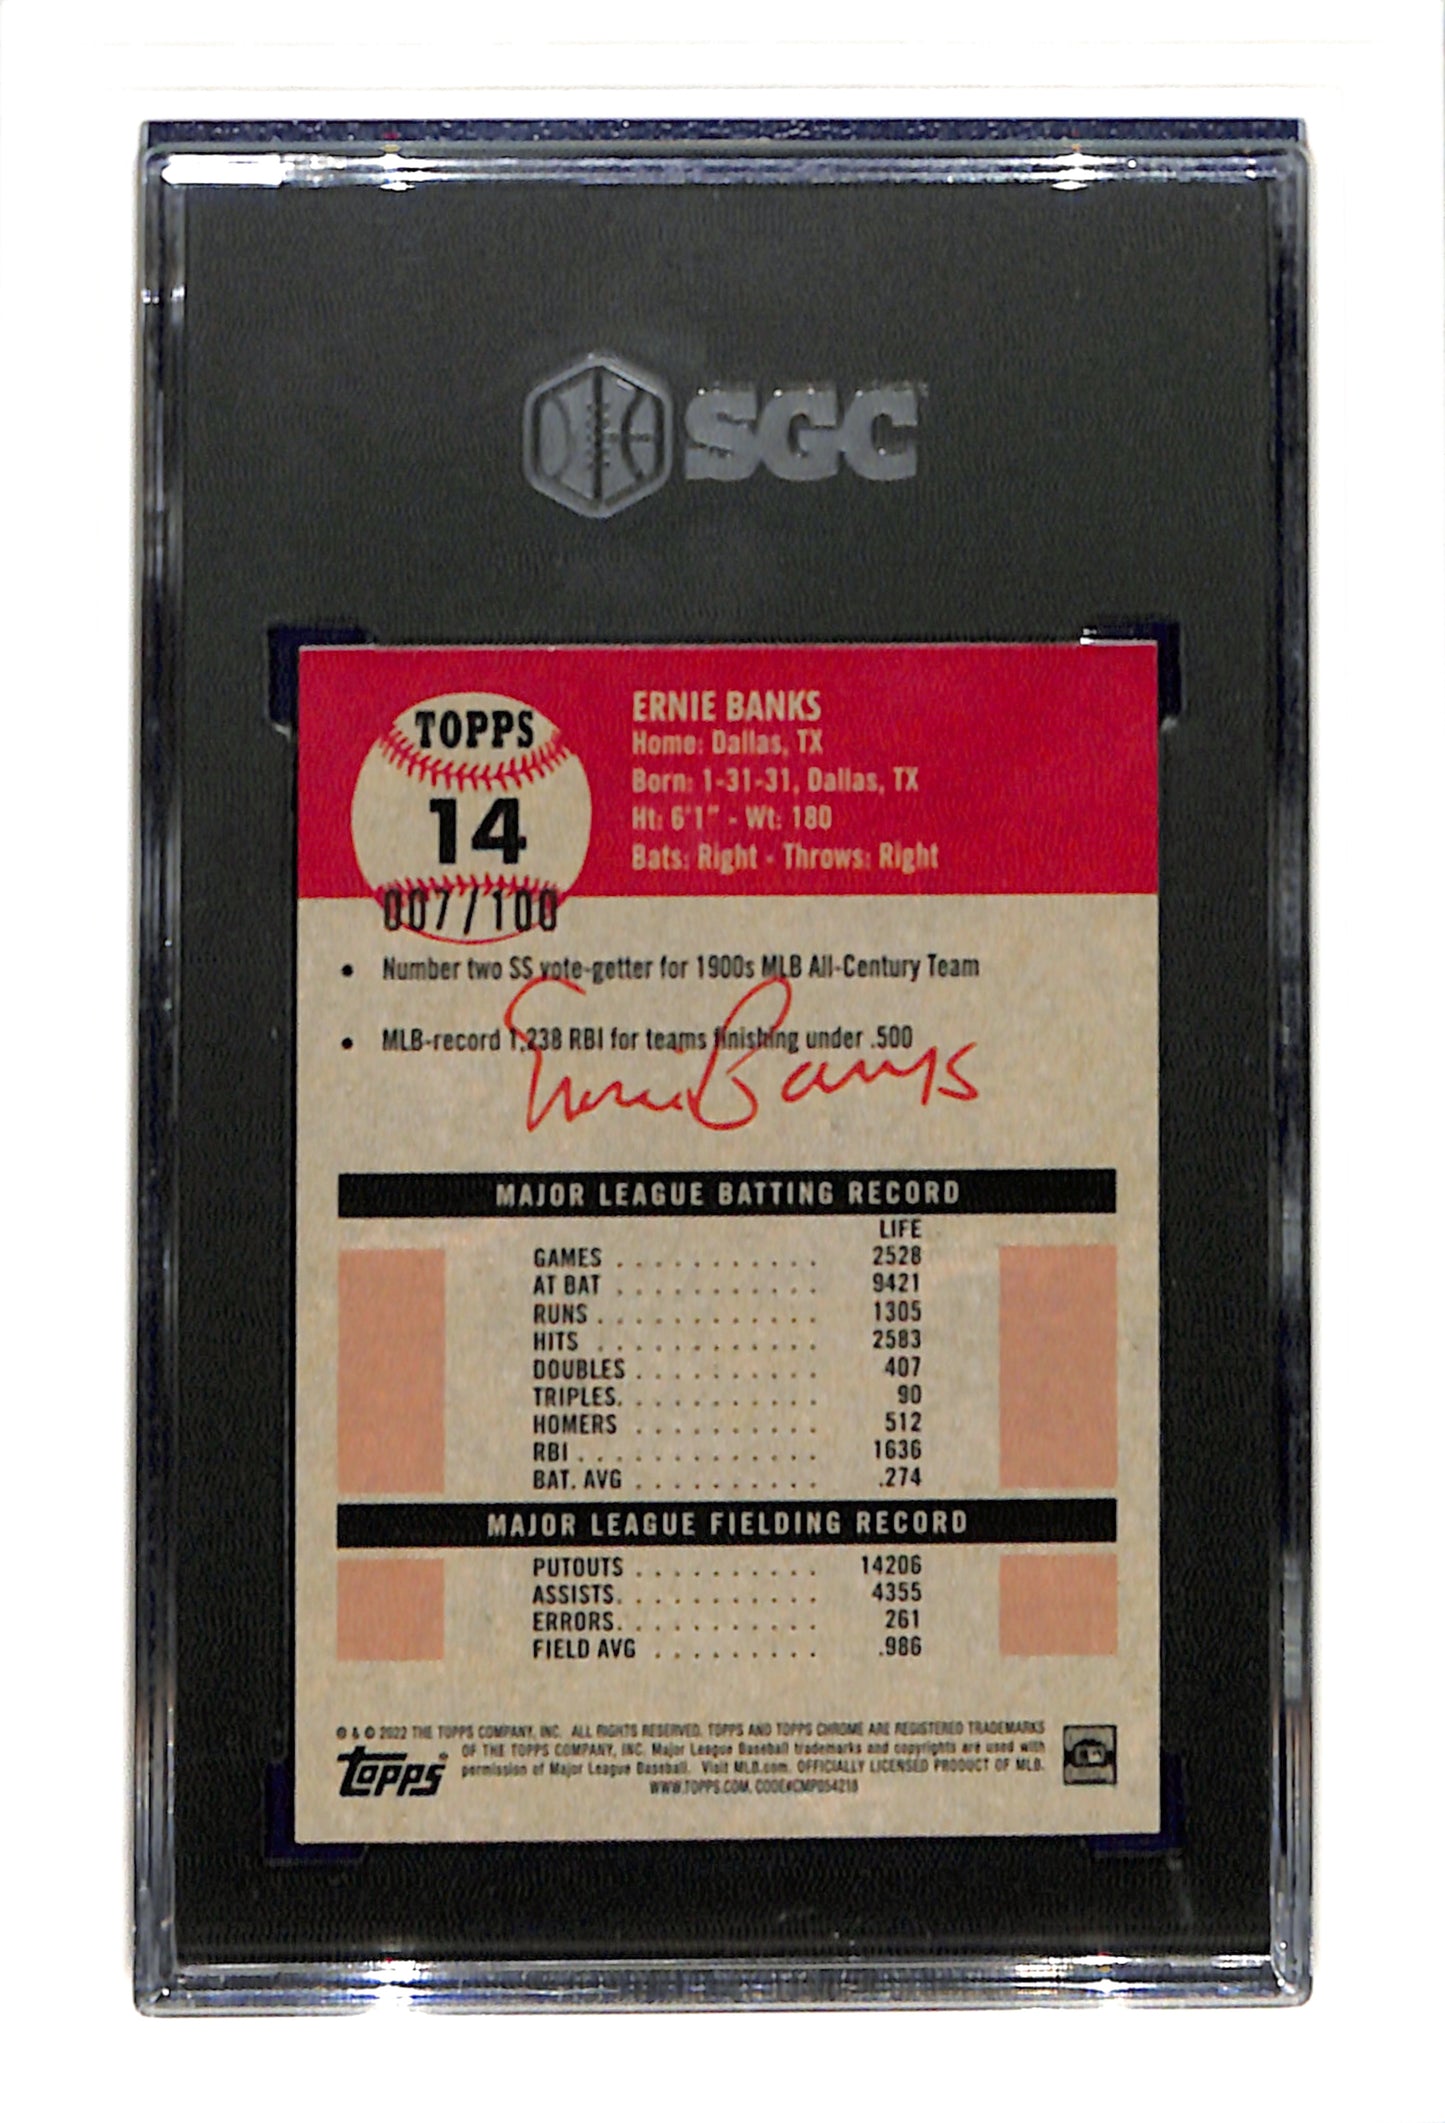 SGC
TOPPS
14
007/100
ERNIE BANKS
Home: Dallas, TX
Born: 1-31-31, Dallas, TX
Ht: 6'1" - Wt: 180
Bats: Right - Throws: Right
• Number two SS vote-getter for 1900s MLB All-Century Team
• MLB-record 1,238 RBI for teams finishing under .500
Ernie Banks
MAJOR LEAGUE BATTING RECORD
LIFE
GAMES . . . . . . . . . . . 2528
AT BAT . . . . . . . . . . . 9421
RUNS . . . . . . . . . . . . 1305
HITS . . . . . . . . . . . . 2583
DOUBLES . . . . . . . . . . 407
TRIPLES. . . . . . . . . . . 90
HOMERS . . . . . . . . . . 512
RBI . . . . . . . . . . . . . 1636
BAT. AVG . . . . . . . . . . .274
MAJOR LEAGUE FIELDING RECORD
PUTOUTS . . . . . . . . . . 14206
ASSISTS. . . . . . . . . . . 4355
ERRORS. . . . . . . . . . . 261
FIELD AVG . . . . . . . . . .986
® & © 2022 THE TOPPS COMPANY, INC. ALL RIGHTS RESERVED. TOPPS AND TOPPS CHROME ARE REGISTERED TRADEMARKS
OF THE TOPPS COMPANY, INC. Major League Baseball trademarks and copyrights are used with
permission of Major League Baseball. Visit MLB.com. OFFICIALLY LICENSED PRODUCT OF MLB.
WWW.TOPPS.COM. CODE#CMP054218
Topps®